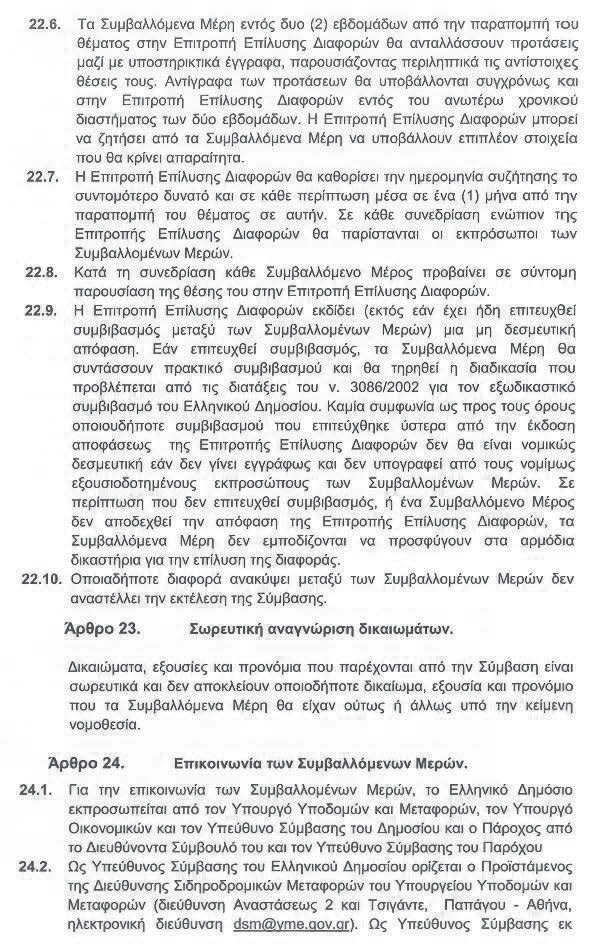 22.6. Τα Συμβαλλόμενα Μέρη εντός δυο (2) εβδομάδων από την παραπομπή του
θέματος στην Επιτροπή Επίλυσης Διαφορών θα ανταλλάσσουν προτάσεις
μαζί με υποστηρικτικά έγγραφα, παρουσιάζοντας περιληπτικά τις αντίστοιχες
θέσεις τους. Αντίγραφα των προτάσεων θα υποβάλλονται συγχρόνως και
στην Επιτροπή Επίλυσης Διαφορών εντός του ανωτέρω χρονικού
διαστήματος των δύο εβδομάδων. Η Επιτροπή Επίλυσης Διαφορών μπορεί
να ζητήσει από τα Συμβαλλόμενα Μέρη να υποβάλλουν επιπλέον στοιχεία
που θα κρίνει απαραίτητα.
22.7. Η Επιτροπή Επίλυσης Διαφορών θα καθορίσει την ημερομηνία συζήτησης το
συντομότερο δυνατό και σε κάθε περίπτωση μέσα σε ένα (1) μήνα από την
παραπομπή του θέματος σε αυτήν. Σε κάθε συνεδρίαση ενώπιον της
Επιτροπής Επίλυσης Διαφορών θα παρίστανται οι εκπρόσωποι των
Συμβαλλομένων Μερών.
22.8. Κατά τη συνεδρίαση κάθε Συμβαλλόμενο Μέρος προβαίνει σε σύντομη
παρουσίαση της θέσης του στην Επιτροπή Επίλυσης Διαφορών.
22.9. Η Επιτροπή Επίλυσης Διαφορών εκδίδει (εκτός εάν έχει ήδη επιτευχθεί
συμβιβασμός μεταξύ των Συμβαλλομένων Μερών) μια μη δεσμευτική
απόφαση. Εάν επιτευχθεί συμβιβασμός, τα Συμβαλλόμενα Μέρη θα
συντάσσουν πρακτικό συμβιβασμού και θα τηρηθεί η διαδικασία που
προβλέπεται από τις διατάξεις του ν. 3086/2002 για τον εξωδικαστικό
συμβιβασμό του Ελληνικού Δημοσίου. Καμία συμφωνία ως προς τους όρους
οποιουδήποτε συμβιβασμού που επιτεύχθηκε ύστερα από την έκδοση
αποφάσεως της Επιτροπής Επίλυσης Διαφορών δεν θα είναι νομικώς
δεσμευτική εάν δεν γίνει εγγράφως και δεν υπογραφεί από τους νομίμως
εξουσιοδοτημένους εκπροσώπους των Συμβαλλομένων Μερών. Σε
περίπτωση που δεν επιτευχθεί συμβιβασμός, ή ένα Συμβαλλόμενο Μέρος
δεν αποδεχθεί την απόφαση της Επιτροπής Επίλυσης Διαφορών, τα
Συμβαλλόμενα Μέρη δεν εμποδίζονται να προσφύγουν στα αρμόδια
δικαστήρια για την επίλυση της διαφοράς.
22.10. Οποιαδήποτε διαφορά ανακύψει μεταξύ των Συμβαλλομένων Μερών δεν
αναστέλλει την εκτέλεση της Σύμβασης.
Άρθρο 23. Σωρευτική αναγνώριση δικαιωμάτων.
Δικαιώματα, εξουσίες και προνόμια που παρέχονται από την Σύμβαση είναι
σωρευτικά και δεν αποκλείουν οποιοδήποτε δικαίωμα, εξουσία και προνόμιο
που τα Συμβαλλόμενα Μέρη θα είχαν ούτως ή άλλως υπό την κείμενη
νομοθεσία.
Άρθρο 24. Επικοινωνία των Συμβαλλόμενων Μερών.
24.1. Για την επικοινωνία των Συμβαλλομένων Μερών, το Ελληνικό Δημόσιο
εκπροσωπείται από τον Υπουργό Υποδομών και Μεταφορών, τον Υπουργό
Οικονομικών και τον Υπεύθυνο Σύμβασης του Δημοσίου και ο Πάροχος από
το Διευθύνοντα Σύμβουλό του και τον Υπεύθυνο Σύμβασης του Παρόχου
24.2. Ως Υπεύθυνος Σύμβασης του Ελληνικού Δημοσίου ορίζεται ο Προϊστάμενος
της Διεύθυνσης Σιδηροδρομικών Μεταφορών του Υπουργείου Υποδομών και
Μεταφορών (διεύθυνση Αναστάσεως 2 και Τσιγάντε, Παπάγου - Αθήνα,
ηλεκτρονική διεύθυνση dsm@yme.gov.gr). Ως Υπεύθυνος Σύμβασης εκ